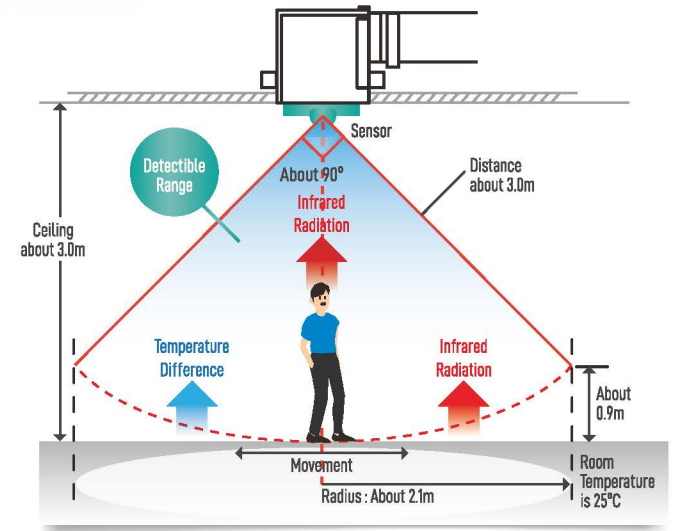 Sensor
Detectible
Range
About 90°
Distance
about 3.0m
Infrared
Radiation
Ceiling
about 3.0m
Temperature
Difference
Infrared
Radiation
About
0.9m
Movement
Room
Temperature
is 25°C
Radius : About 2.1m